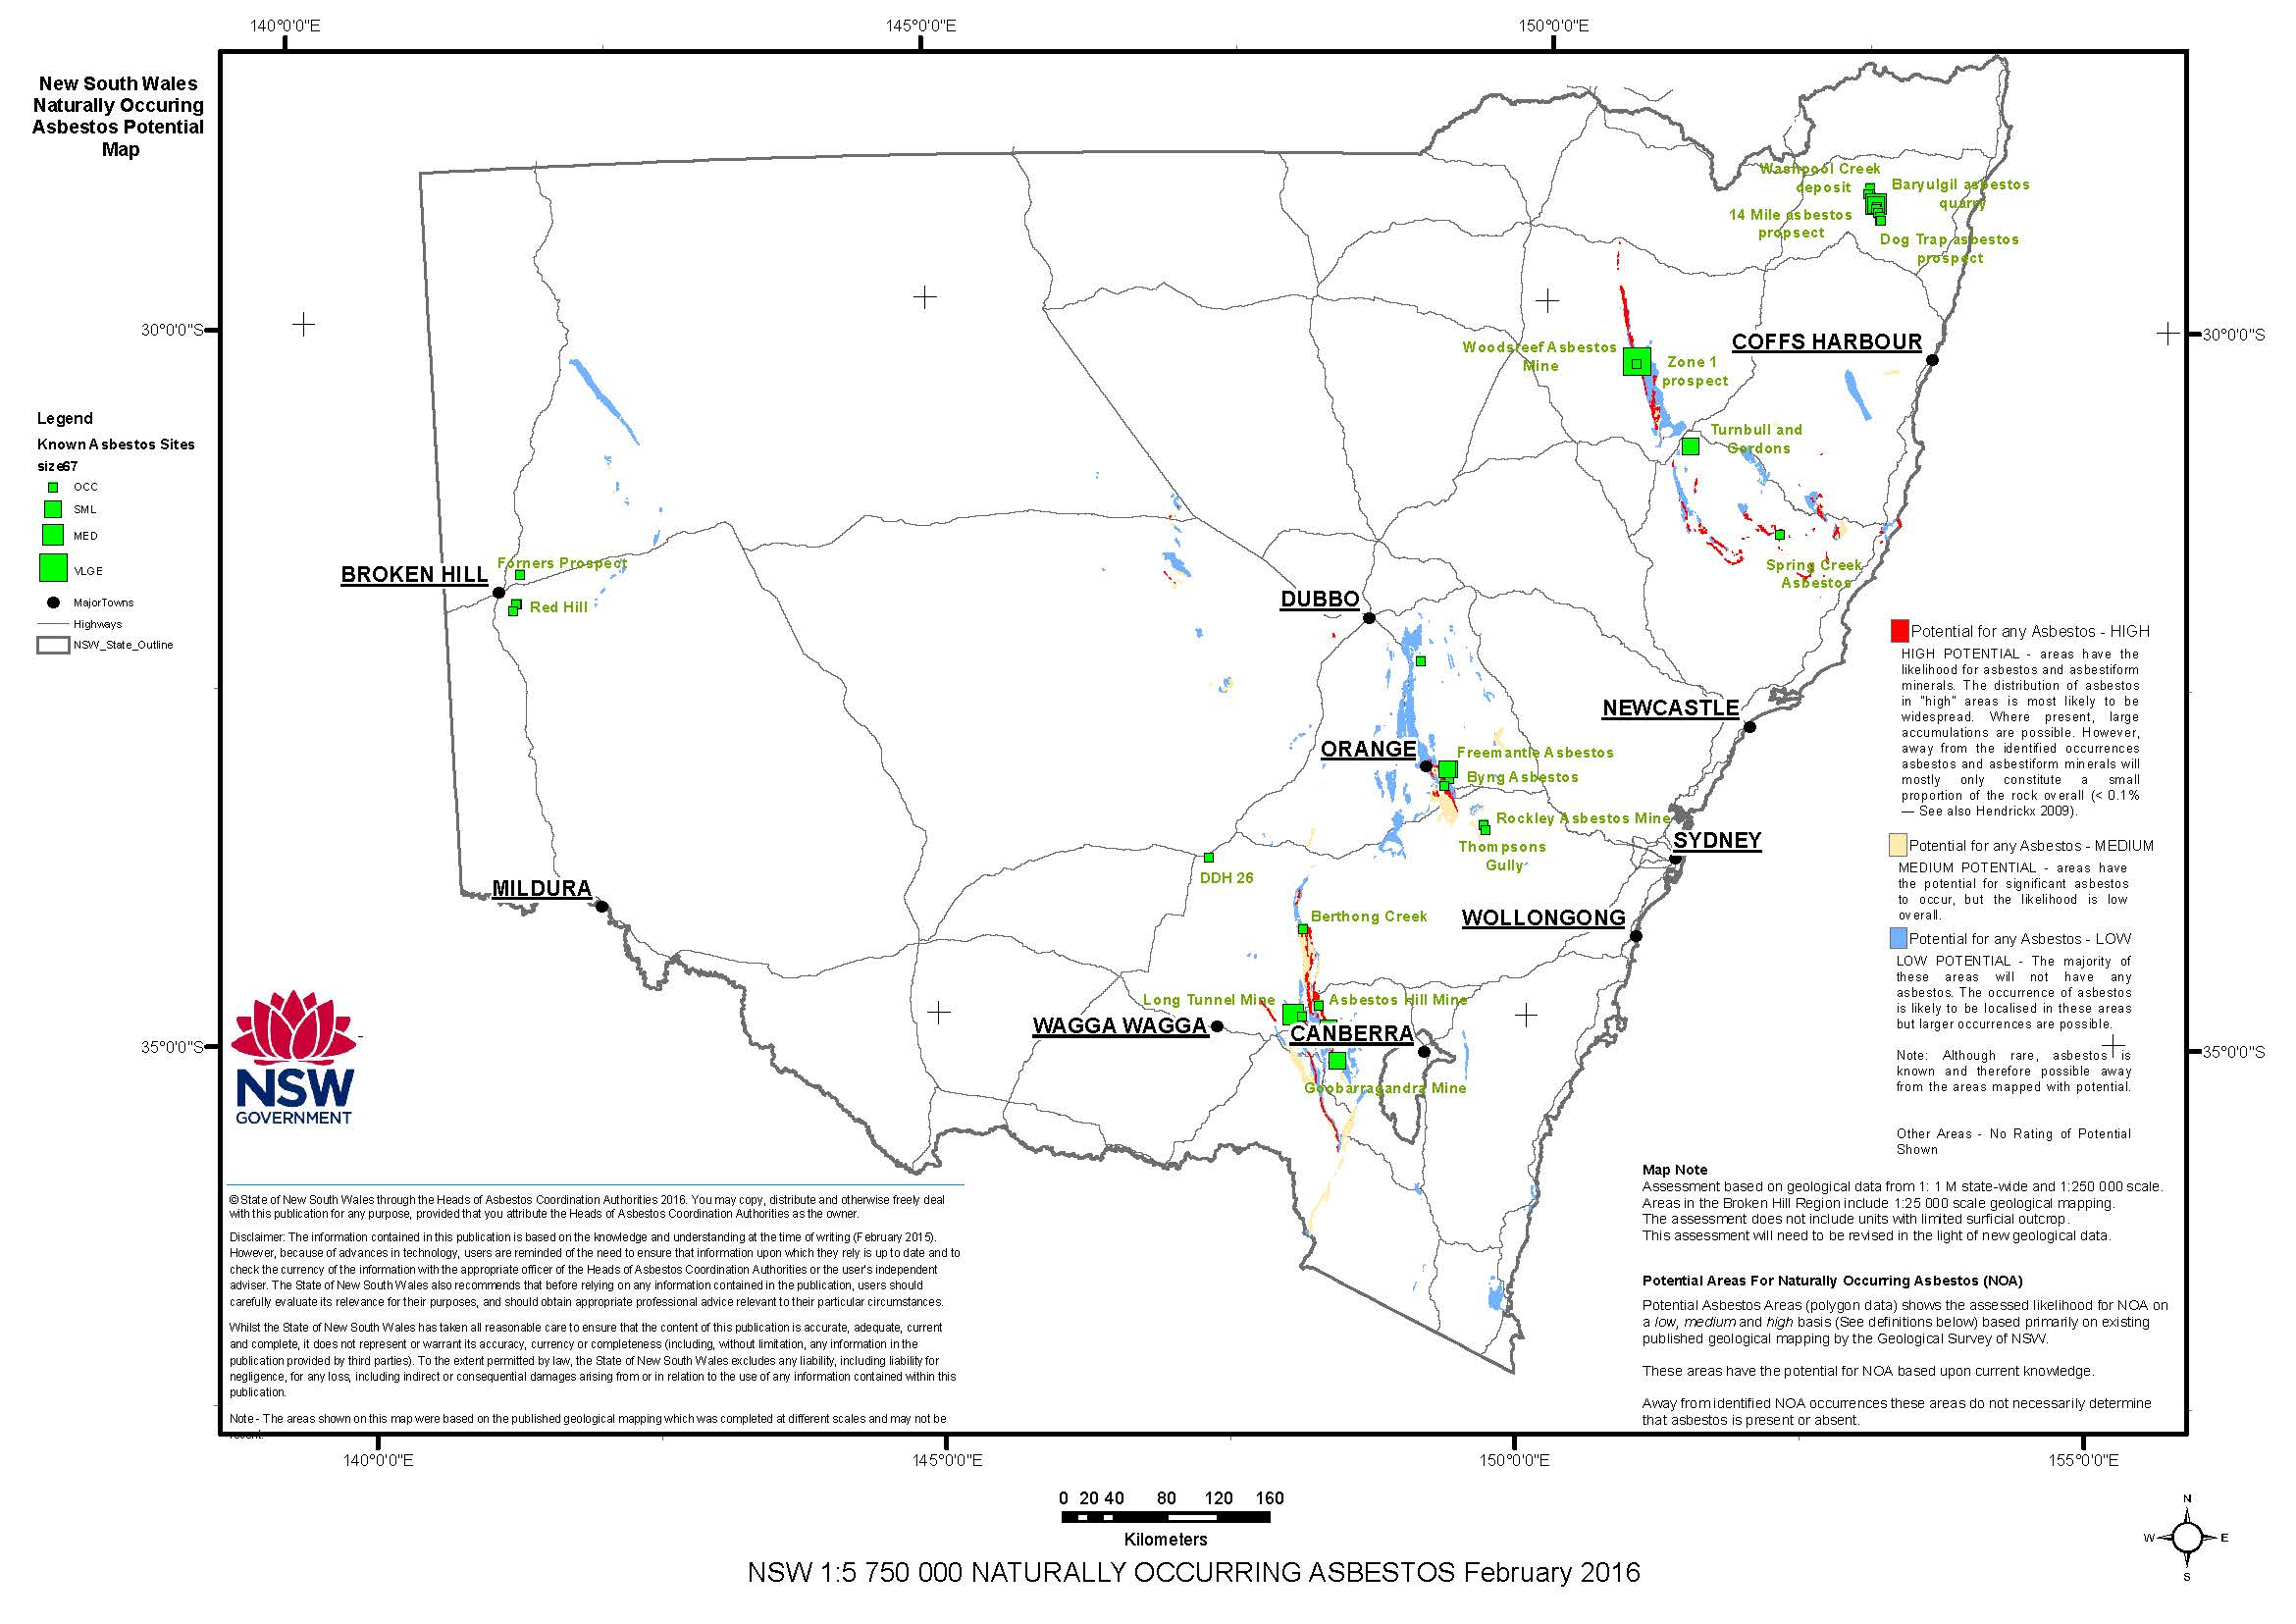 140°0'0"E
145°0'0"E
150°0'0"E
New South Wales
Naturally Occuring
Asbestos Potential
Map
Washpool Creek
deposit
Baryulgil asbestos
quarry
14 Mile asbestos
propsect
Dog Trap asbestos
prospect
30°0'0"S
30°0'0"S
COFFS HARBOUR
Woodsreef Asbestos
Mine
Zone 1
prospect
Turnbull and
Gordons
Spring Creek
Asbestos
Legend
Known Asbestos Sites
size67
OCC
SML
MED
VLGE
MajorTowns
Highways
NSW_State_Outline
Forners Prospect
BROKEN HILL
Red Hill
DUBBO
NEWCASTLE
ORANGE
Freemantle Asbestos
Byng Asbestos
Rockley Asbestos Mine
Thompsons
Gully
SYDNEY
DDH 26
MILDURA
Berthong Creek
WOLLONGONG
Long Tunnel Mine
Asbestos Hill Mine
WAGGA WAGGA
CANBERRA
Goobarragandra Mine
35°0'0"S
35°0'0"S
Potential for any Asbestos - HIGH
HIGH POTENTIAL - areas have the
likelihood for asbestos and asbestiform
minerals. The distribution of asbestos
in "high" areas is most likely to be
widespread. Where present, large
accumulations are possible. However,
away from the identified occurrences
asbestos and asbestiform minerals will
mostly only constitute a small
proportion of the rock overall (< 0.1%
— See also Hendrickx 2009).
Potential for any Asbestos - MEDIUM
MEDIUM POTENTIAL - areas have
the potential for significant asbestos
to occur, but the likelihood is low
overall.
Potential for any Asbestos - LOW
LOW POTENTIAL - The majority of
these areas will not have any
asbestos. The occurrence of asbestos
is likely to be localised in these areas
but larger occurrences are possible.
Note: Although rare, asbestos is
known and therefore possible away
from the areas mapped with potential.
Other Areas - No Rating of Potential
Shown
NSW
GOVERNMENT
© State of New South Wales through the Heads of Asbestos Coordination Authorities 2016. You may copy, distribute and otherwise freely deal
with this publication for any purpose, provided that you attribute the Heads of Asbestos Coordination Authorities as the owner.
Disclaimer: The information contained in this publication is based on the knowledge and understanding at the time of writing (February 2015).
However, because of advances in technology, users are reminded of the need to ensure that information upon which they rely is up to date and to
check the currency of the information with the appropriate officer of the Heads of Asbestos Coordination Authorities or the user's independent
adviser. The State of New South Wales also recommends that before relying on any information contained in the publication, users should
carefully evaluate its relevance for their purposes, and should obtain appropriate professional advice relevant to their particular circumstances.
Whilst the State of New South Wales has taken all reasonable care to ensure that the content of this publication is accurate, adequate, current
and complete, it does not represent or warrant its accuracy, currency or completeness (including, without limitation, any information in the
publication provided by third parties). To the extent permitted by law, the State of New South Wales excludes any liability, including liability for
negligence, for any loss, including indirect or consequential damages arising from or in relation to the use of any information contained within this
publication.
Note - The areas shown on this map were based on the published geological mapping which was completed at different scales and may not be
Map Note
Assessment based on geological data from 1: 1 M state-wide and 1:250 000 scale.
Areas in the Broken Hill Region include 1:25 000 scale geological mapping.
The assessment does not include units with limited surficial outcrop.
This assessment will need to be revised in the light of new geological data.
Potential Areas For Naturally Occurring Asbestos (NOA)
Potential Asbestos Areas (polygon data) shows the assessed likelihood for NOA on
a low, medium and high basis (See definitions below) based primarily on existing
published geological mapping by the Geological Survey of NSW.
These areas have the potential for NOA based upon current knowledge.
Away from identified NOA occurrences these areas do not necessarily determine
that asbestos is present or absent.
140°0'0"E
145°0'0"E
150°0'0"E
155°0'0"E
0 20 40 80 120 160
Kilometers
NSW 1:5 750 000 NATURALLY OCCURRING ASBESTOS February 2016
N
W E
S